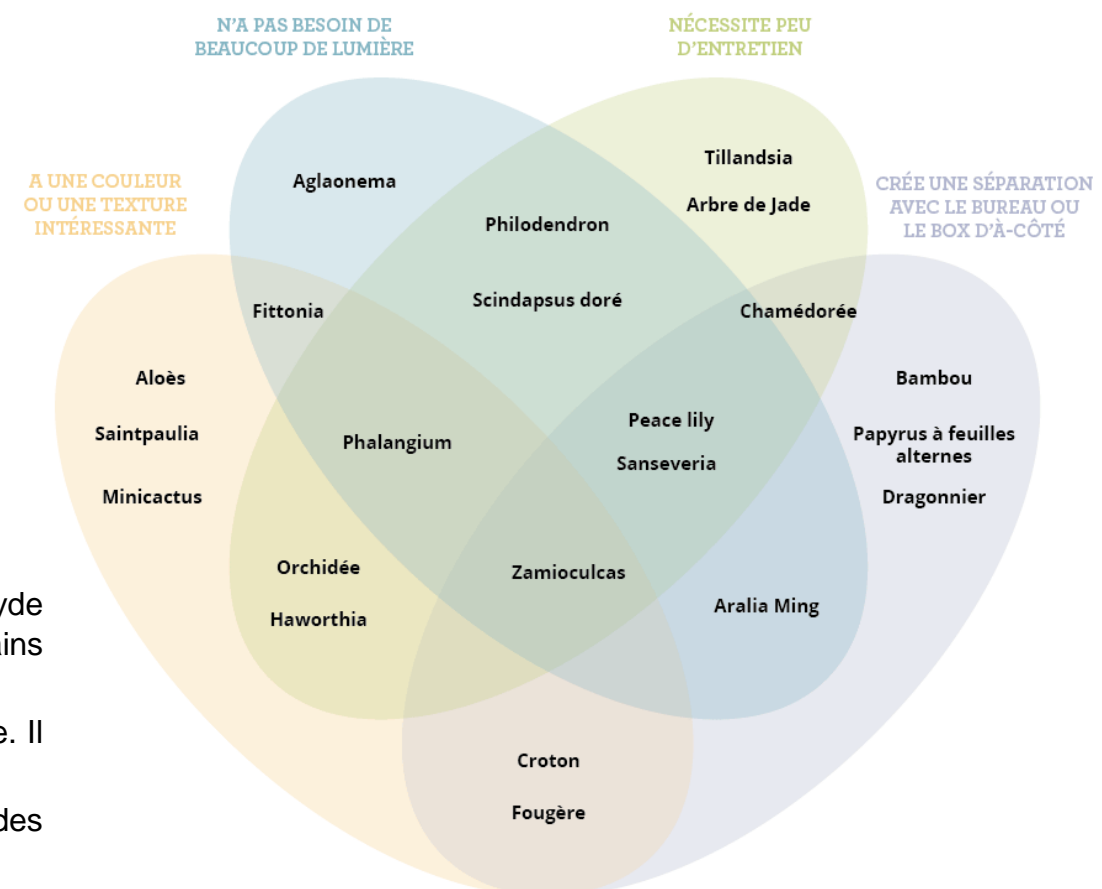 N'A PAS BESOIN DE
BEAUCOUP DE LUMIÈRE
NÉCESSITE PEU
D'ENTRETIEN
A UNE COULEUR
OU UNE TEXTURE
INTÉRESSANTE
CRÉE UNE SÉPARATION
AVEC LE BUREAU OU
LE BOX D'À-CÔTÉ
Tillandsia
Aglaonema
Arbre de Jade
Philodendron
Scindapsus doré
Fittonia
Chamédorée
Aloès
Bambou
Peace lily
Saintpaulia
Phalangium
Papyrus à feuilles
alternes
Sanseveria
Minicactus
Dragonnier
Orchidée
Zamioculcas
Haworthia
Aralia Ming
Croton
Fougère
e. Il
des